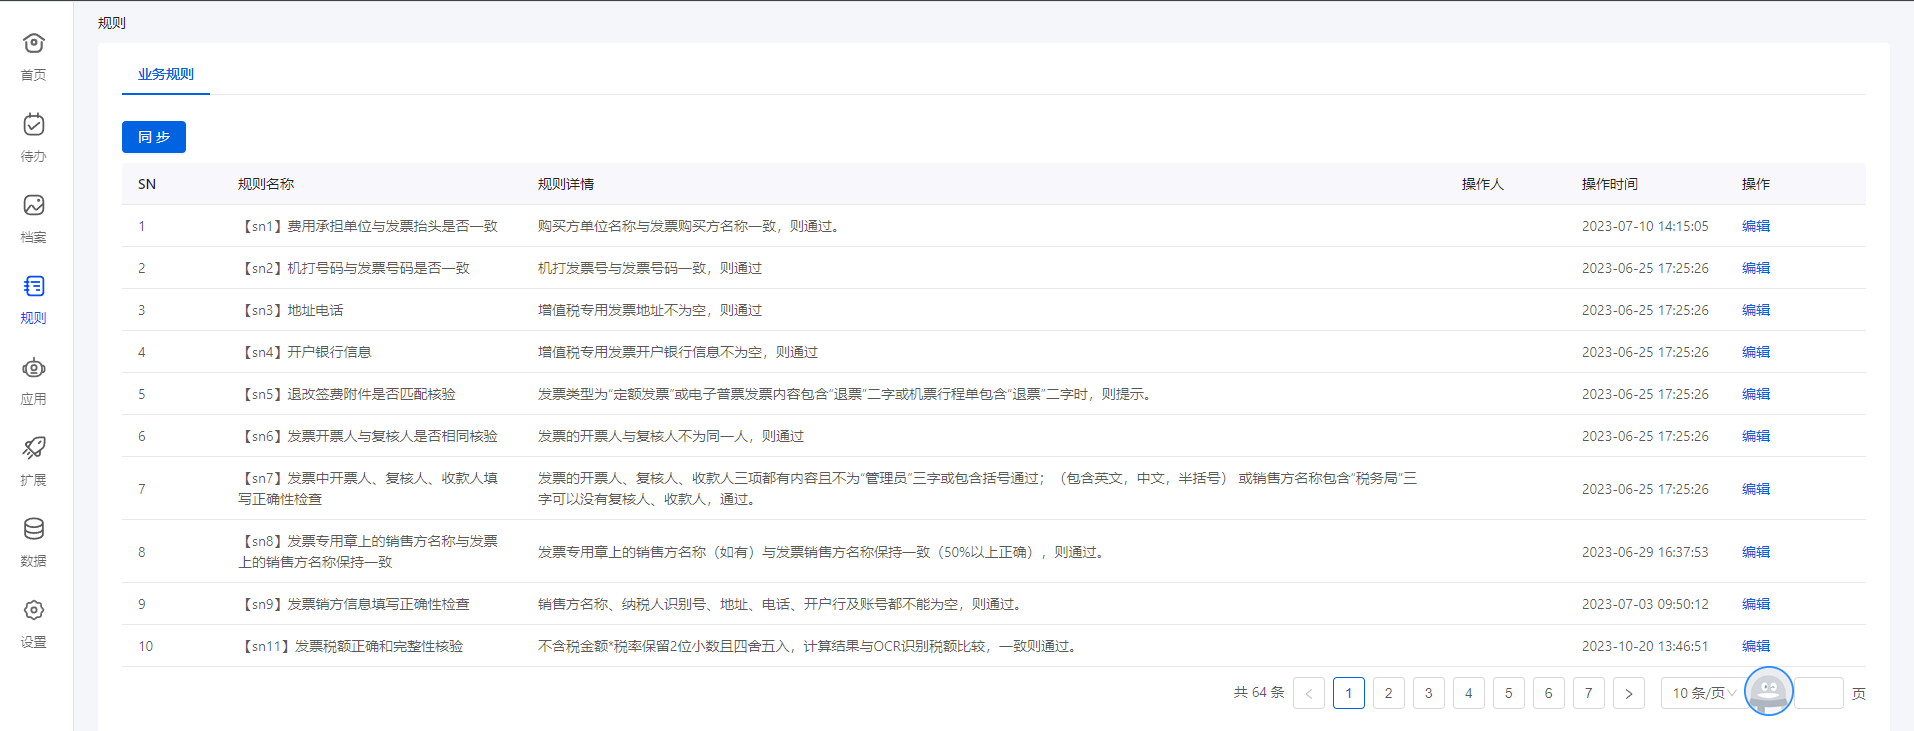 规则
首页
待办
档案
规则
应用
扩展
数据
设置
业务规则
同 步
SN 规则名称 规则详情 操作人 操作时间 操作
1 【sn1】费用承担单位与发票抬头是否一致 购买方单位名称与发票购买方名称一致，则通过。 2023-07-10 14:15:05 编辑
2 【sn2】机打号码与发票号码是否一致 机打发票号与发票号码一致，则通过 2023-06-25 17:25:26 编辑
3 【sn3】地址电话 增值税专用发票地址不为空，则通过 2023-06-25 17:25:26 编辑
4 【sn4】开户银行信息 增值税专用发票开户银行信息不为空，则通过 2023-06-25 17:25:26 编辑
5 【sn5】退改签费附件是否匹配核验 发票类型为“定额发票”或电子普票发票内容包含“退票”二字或机票行程单包含“退票”二字时，则提示。 2023-06-25 17:25:26 编辑
6 【sn6】发票开票人与复核人是否相同核验 发票的开票人与复核人不为同一人，则通过 2023-06-25 17:25:26 编辑
7 【sn7】发票中开票人、复核人、收款人填 发票的开票人、复核人、收款人三项都有内容且不为“管理员”三字或包含括号通过；（包含英文，中文，半括号） 或销售方名称包含“税务局”三 2023-06-25 17:25:26 编辑
写正确性检查 字可以没有复核人、收款人，通过。
8 【sn8】发票专用章上的销售方名称与发票 发票专用章上的销售方名称（如有）与发票销售方名称保持一致（50%以上正确），则通过。 2023-06-29 16:37:53 编辑
上的销售方名称保持一致
9 【sn9】发票销方信息填写正确性检查 销售方名称、纳税人识别号、地址、电话、开户行及账号都不能为空，则通过。 2023-07-03 09:50:12 编辑
10 【sn11】发票税额正确和完整性核验 不含税金额*税率保留2位小数且四舍五入，计算结果与OCR识别税额比较，一致则通过。 2023-10-20 13:46:51 编辑
共 64 条 < 1 2 3 4 5 6 7 > 10 条/页 页